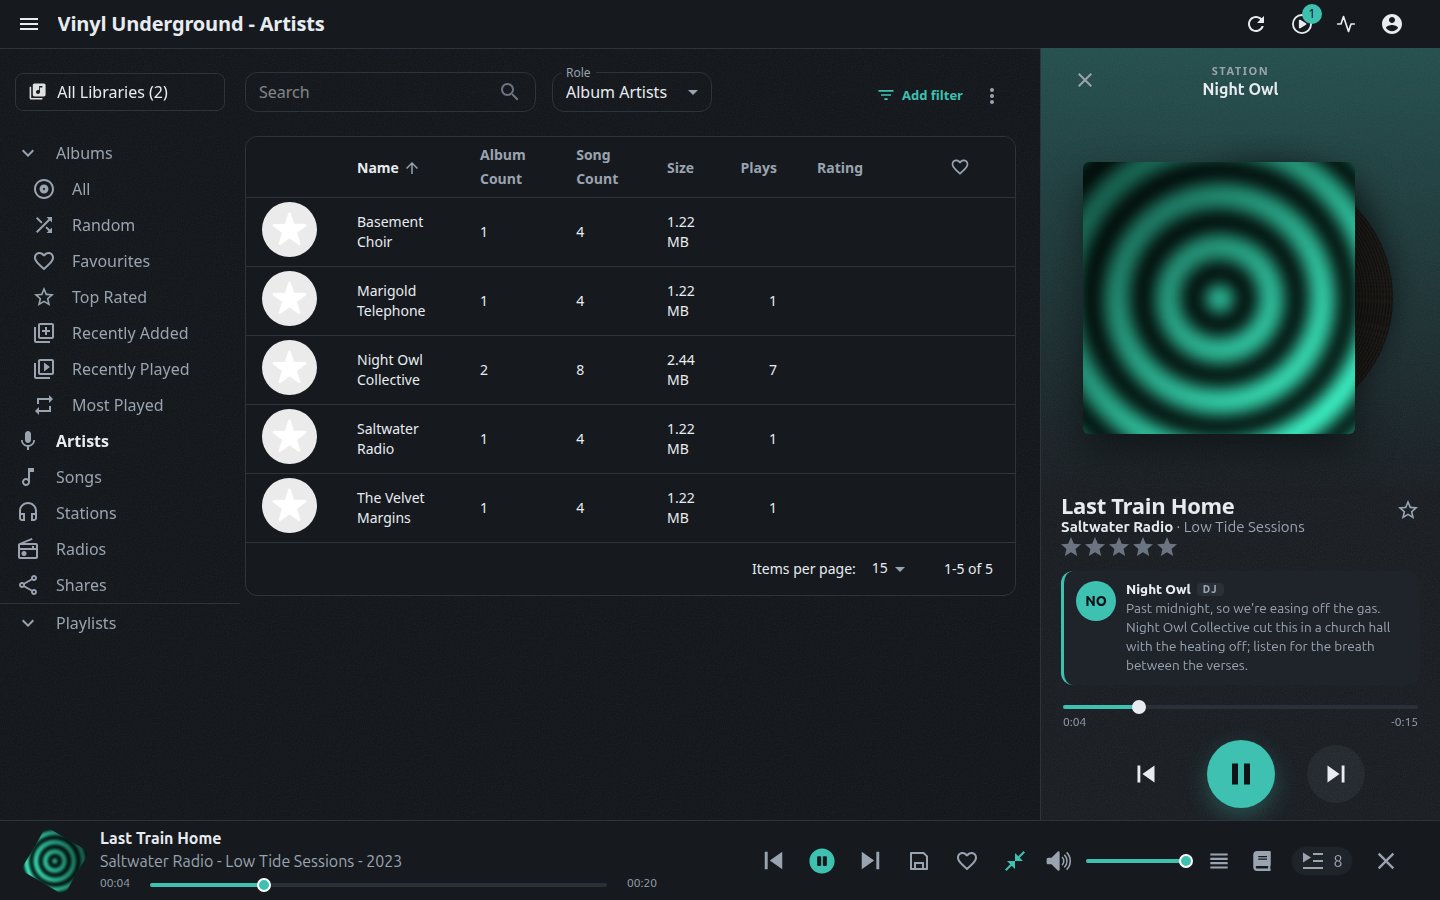 Vinyl Underground - Artists
1
All Libraries (2)
Search
Role
Album Artists
Add filter
Albums
All
Random
Favourites
Top Rated
Recently Added
Recently Played
Most Played
Artists
Songs
Stations
Radios
Shares
Playlists
Name
Album Count
Song Count
Size
Plays
Rating
Basement Choir
1
4
1.22 MB
Marigold Telephone
1
4
1.22 MB
1
Night Owl Collective
2
8
2.44 MB
7
Saltwater Radio
1
4
1.22 MB
1
The Velvet Margins
1
4
1.22 MB
1
Items per page:
15
1-5 of 5
STATION
Night Owl
Last Train Home
Saltwater Radio · Low Tide Sessions
NO
Night Owl DJ
Past midnight, so we're easing off the gas.
Night Owl Collective cut this in a church hall
with the heating off; listen for the breath
between the verses.
0:04
-0:15
Last Train Home
Saltwater Radio - Low Tide Sessions - 2023
00:04
00:20
8